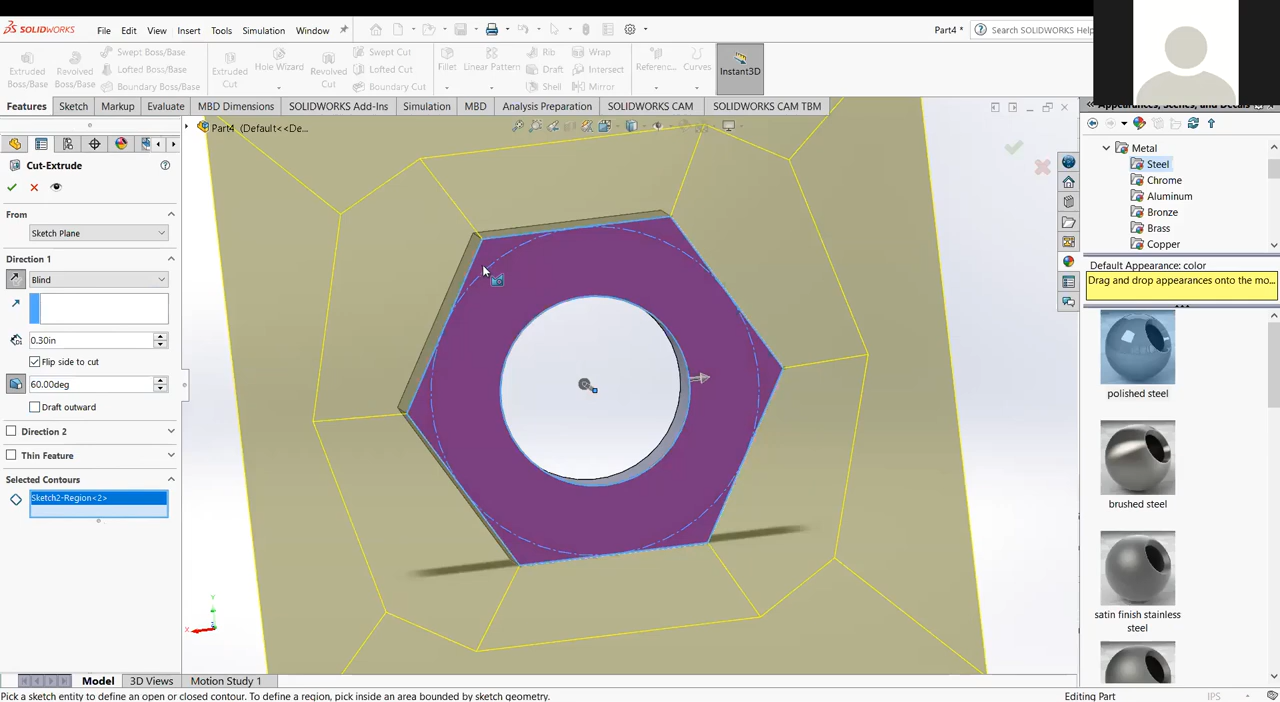 SOLIDWORKS
File
Edit
View
Insert
Tools
Simulation
Window
Part4 *
Search SOLIDWORKS Help
Extruded Boss/Base
Revolved Boss/Base
Swept Boss/Base
Lofted Boss/Base
Boundary Boss/Base
Extruded Cut
Hole Wizard
Revolved Cut
Swept Cut
Lofted Cut
Boundary Cut
Fillet
Linear Pattern
Rib
Draft
Shell
Wrap
Intersect
Mirror
Referenc...
Curves
Instant3D
Features
Sketch
Markup
Evaluate
MBD Dimensions
SOLIDWORKS Add-Ins
Simulation
MBD
Analysis Preparation
SOLIDWORKS CAM
SOLIDWORKS CAM TBM
Part4 (Default<<De...
Cut-Extrude
From
Sketch Plane
Direction 1
Blind
0.30in
Flip side to cut
60.00deg
Draft outward
Direction 2
Thin Feature
Selected Contours
Sketch2-Region<2>
Y
X
Appearances, Scenes, and Decals
Metal
Steel
Chrome
Aluminum
Bronze
Brass
Copper
Default Appearance: color
Drag and drop appearances onto the mo...
polished steel
brushed steel
satin finish stainless
steel
Model
3D Views
Motion Study 1
Pick a sketch entity to define an open or closed contour. To define a region, pick inside an area bounded by sketch geometry.
Editing Part
IPS